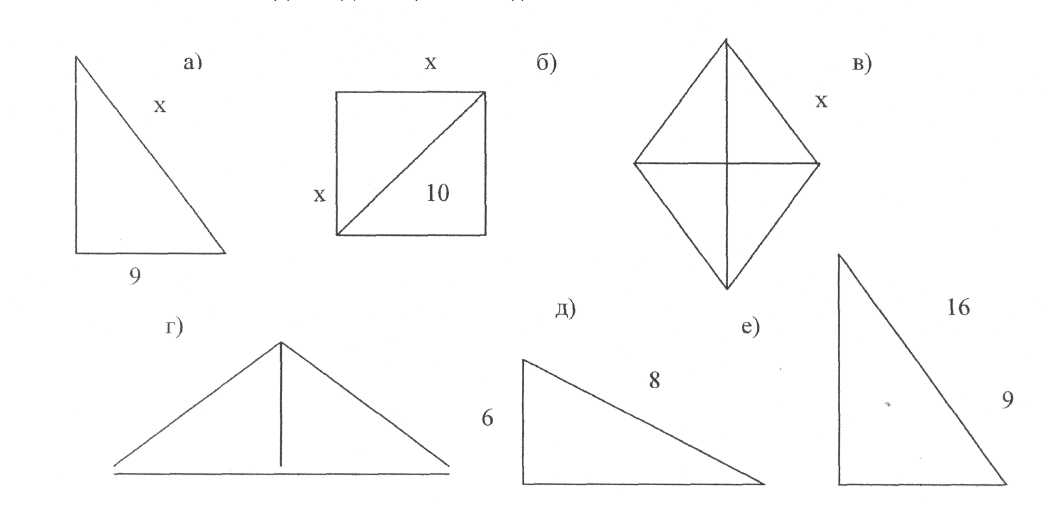 а) х б) в)
х
х 10
х
9
г) д) е) 16
8
6 9